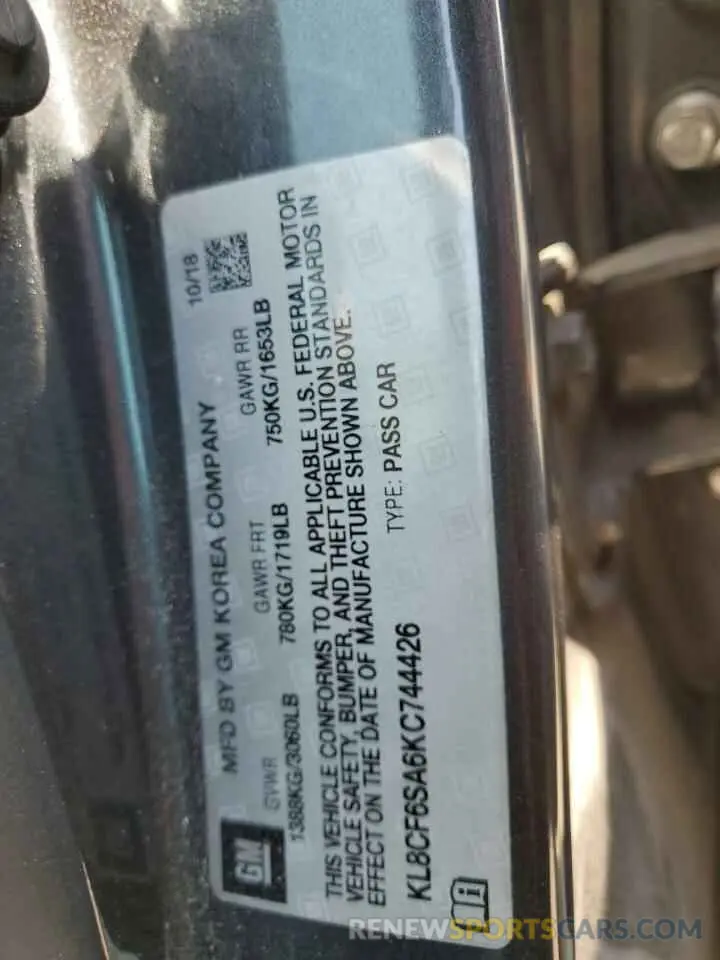 MFD BY GM KOREA COMPANY 10/18
GM
GVWR GAWR FRT GAWR RR
1388KG/3060LB 780KG/1719LB 750KG/1653LB
THIS VEHICLE CONFORMS TO ALL APPLICABLE U.S. FEDERAL MOTOR
VEHICLE SAFETY, BUMPER, AND THEFT PREVENTION STANDARDS IN
EFFECT ON THE DATE OF MANUFACTURE SHOWN ABOVE.
KL8CF6SA6KC744426 TYPE: PASS CAR
RENEWSPORTSCARS.COM